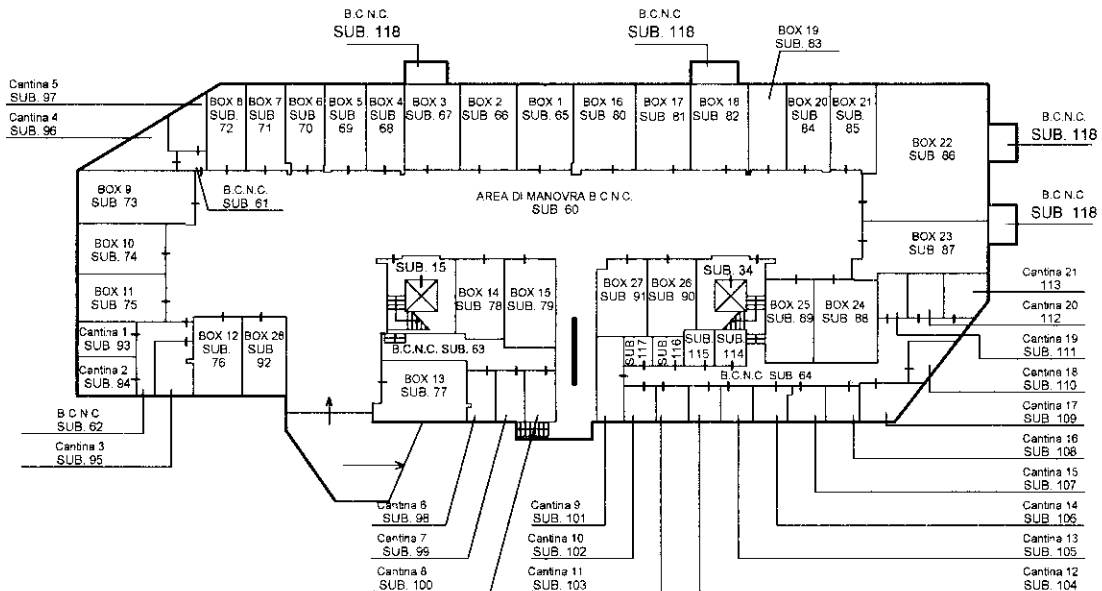 B.C.N.C.
SUB. 118
B.C.N.C
SUB. 118
BOX 19
SUB. 83
Cantina 5
SUB. 97
Cantina 4
SUB. 96
BOX 8
SUB.
72
BOX 7
SUB.
71
BOX 6
SUB.
70
BOX 5
SUB.
69
BOX 4
SUB.
68
BOX 3
SUB. 67
BOX 2
SUB. 66
BOX 1
SUB. 65
BOX 16
SUB. 80
BOX 17
SUB. 81
BOX 18
SUB. 82
BOX 20
SUB.
84
BOX 21
SUB.
85
BOX 22
SUB 86
B.C.N.C.
SUB. 118
BOX 9
SUB. 73
B.C.N.C.
SUB 61
AREA DI MANOVRA B C N C.
SUB 60
B.C N.C
SUB 118
BOX 10
SUB. 74
BOX 23
SUB. 87
BOX 11
SUB. 75
SUB. 15
BOX 14
SUB.
78
BOX 15
SUB.
79
BOX 27
SUB
91
BOX 26
SUB
90
SUB. 34
BOX 25
SUB. 89
BOX 24
SUB. 88
Cantina 21
113
Cantina 20
112
Cantina 19
SUB. 111
Cantina 18
SUB. 110
Cantina 17
SUB. 109
Cantina 16
SUB. 108
Cantina 15
SUB. 107
Cantina 14
SUB 106
Cantina 13
SUB. 105
Cantina 12
SUB. 104
Cantina 1
SUB. 93
Cantina 2
SUB. 94
BOX 12
SUB.
76
BOX 28
SUB
92
B.C.N.C. SUB. 63
BOX 13
SUB. 77
SUB.
117
SUB.
116
SUB.
115
SUB.
114
B.C.N.C SUB 64
B C N C
SUB. 62
Cantina 3
SUB. 95
Cantina 6
SUB. 98
Cantina 7
SUB. 99
Cantina 8
SUB. 100
Cantina 9
SUB. 101
Cantina 10
SUB. 102
Cantina 11
SUB. 103